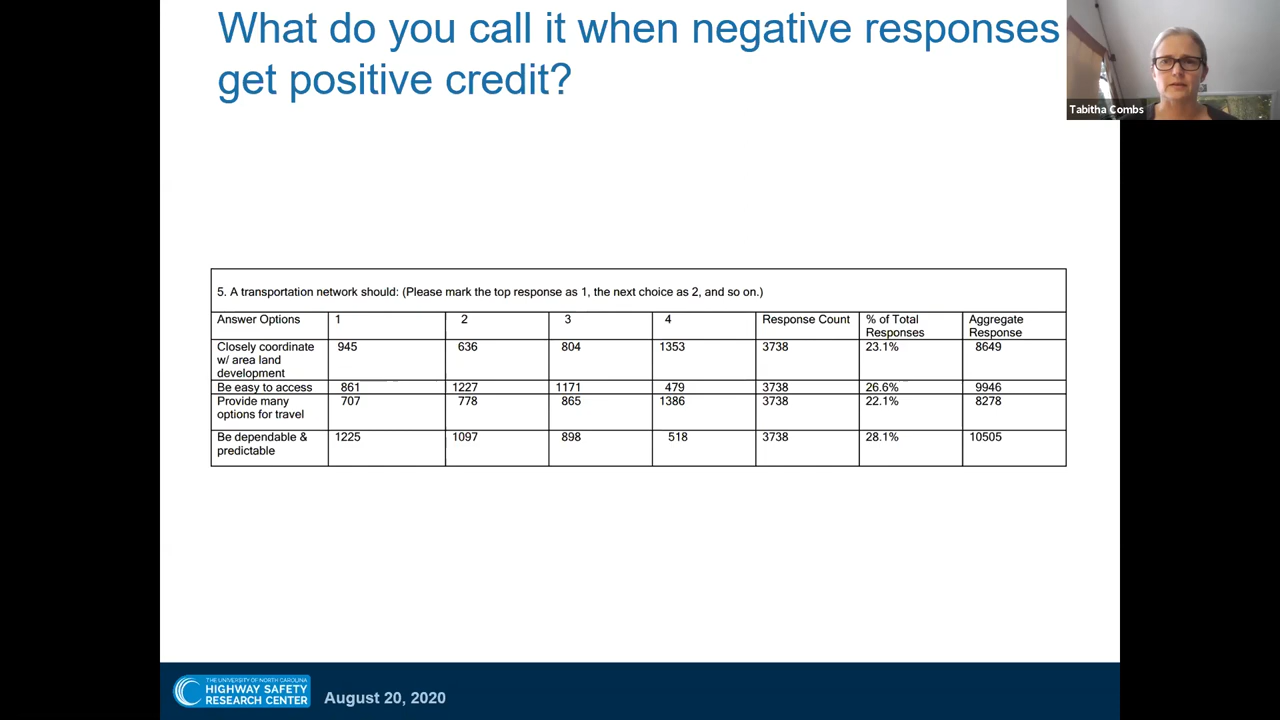 What do you call it when negative responses
get positive credit?
Tabitha Combs
5. A transportation network should: (Please mark the top response as 1, the next choice as 2, and so on.)
Answer Options 1 2 3 4 Response Count % of Total Responses Aggregate Response
Closely coordinate w/ area land development 945 636 804 1353 3738 23.1% 8649
Be easy to access 861 1227 1171 479 3738 26.6% 9946
Provide many options for travel 707 778 865 1386 3738 22.1% 8278
Be dependable & predictable 1225 1097 898 518 3738 28.1% 10505
THE UNIVERSITY OF NORTH CAROLINA
HIGHWAY SAFETY
RESEARCH CENTER
August 20, 2020